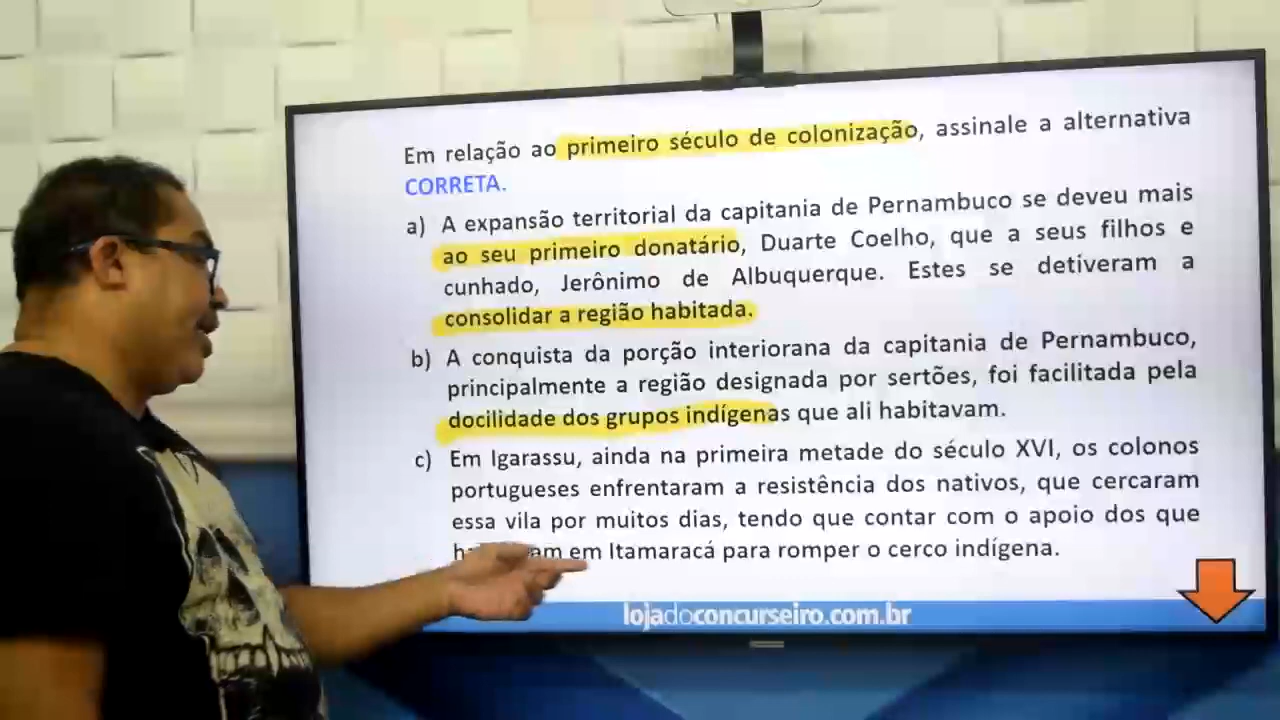 Em relação ao primeiro século de colonização, assinale a alternativa
CORRETA.
a) A expansão territorial da capitania de Pernambuco se deveu mais
ao seu primeiro donatário, Duarte Coelho, que a seus filhos e
cunhado, Jerônimo de Albuquerque. Estes se detiveram a
consolidar a região habitada.
b) A conquista da porção interiorana da capitania de Pernambuco,
principalmente a região designada por sertões, foi facilitada pela
docilidade dos grupos indígenas que ali habitavam.
c) Em Igarassu, ainda na primeira metade do século XVI, os colonos
portugueses enfrentaram a resistência dos nativos, que cercaram
essa vila por muitos dias, tendo que contar com o apoio dos que
em Itamaracá para romper o cerco indígena.
lojadoconcurseiro.com.br